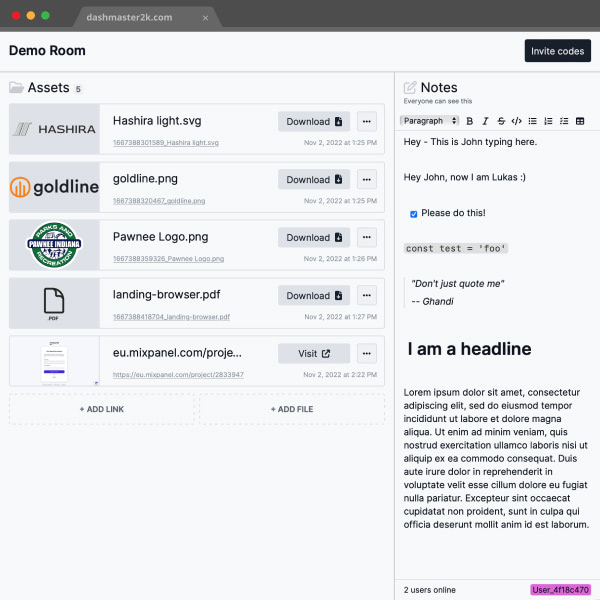 dashmaster2k.com
Demo Room
Invite codes
Assets 5
HASHIRA
Hashira light.svg
Download
1667388301589_Hashira light.svg
Nov 2, 2022 at 1:25 PM
goldline
goldline.png
Download
1667388320467_goldline.png
Nov 2, 2022 at 1:25 PM
PARKS AND
PAWNEE INDIANA
RECREATION
Pawnee Logo.png
Download
1667388359326_Pawnee Logo.png
Nov 2, 2022 at 1:26 PM
.PDF
landing-browser.pdf
Download
1667388418704_landing-browser.pdf
Nov 2, 2022 at 1:27 PM
eu.mixpanel.com/proje...
Visit
https://eu.mixpanel.com/project/2833947
Nov 2, 2022 at 2:22 PM
+ ADD LINK
+ ADD FILE
Notes
Everyone can see this
Paragraph B I S </>
Hey - This is John typing here.
Hey John, now I am Lukas :)
Please do this!
const test = 'foo'
"Don't just quote me"
-- Ghandi
I am a headline
Lorem ipsum dolor sit amet, consectetur
adipiscing elit, sed do eiusmod tempor
incididunt ut labore et dolore magna
aliqua. Ut enim ad minim veniam, quis
nostrud exercitation ullamco laboris nisi ut
aliquip ex ea commodo consequat. Duis
aute irure dolor in reprehenderit in
voluptate velit esse cillum dolore eu fugiat
nulla pariatur. Excepteur sint occaecat
cupidatat non proident, sunt in culpa qui
officia deserunt mollit anim id est laborum.
2 users online
User_4f18c470